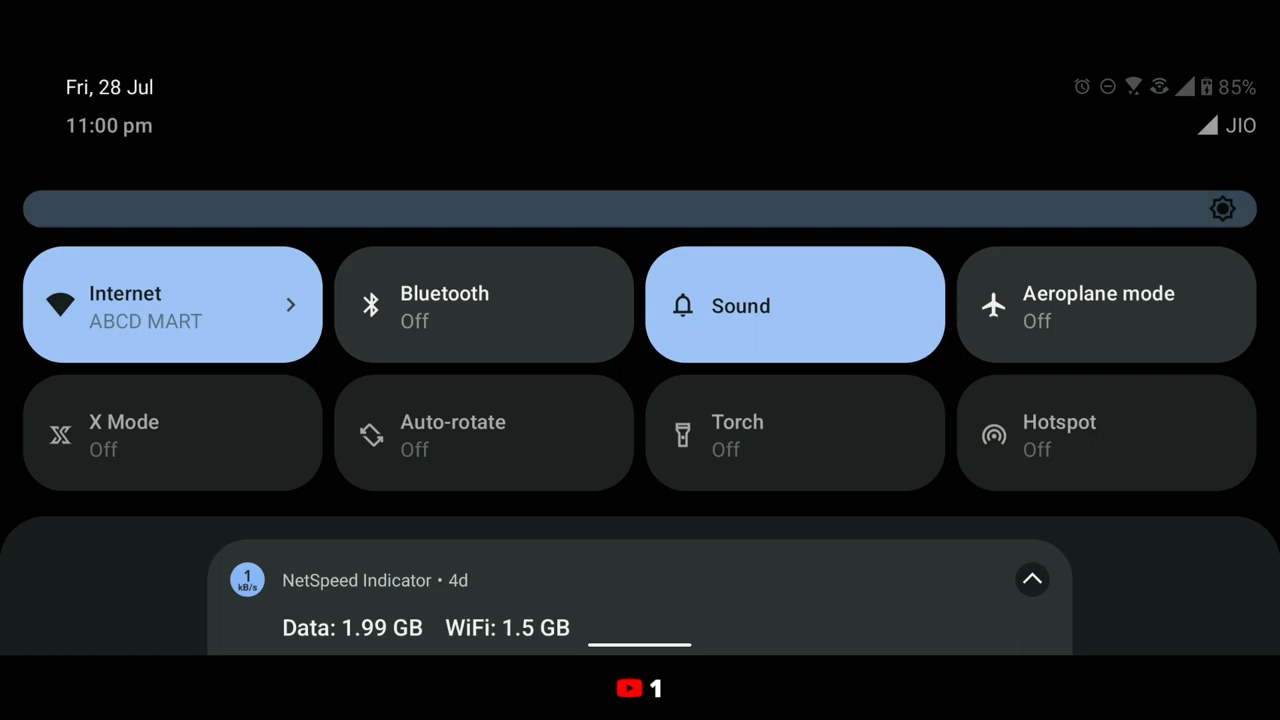 Fri, 28 Jul
85%
11:00 pm
JIO
Internet
ABCD MART
Bluetooth
Off
Sound
Aeroplane mode
Off
X Mode
Off
Auto-rotate
Off
Torch
Off
Hotspot
Off
1
kB/s
NetSpeed Indicator • 4d
Data: 1.99 GB WiFi: 1.5 GB
1